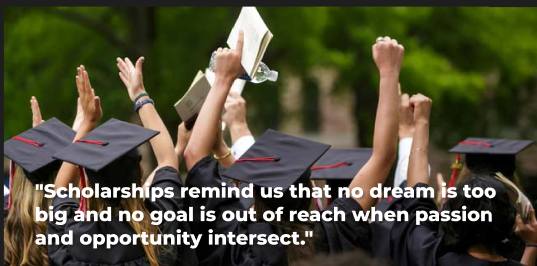 "Scholarships remind us that no dream is too
big and no goal is out of reach when passion
and opportunity intersect."